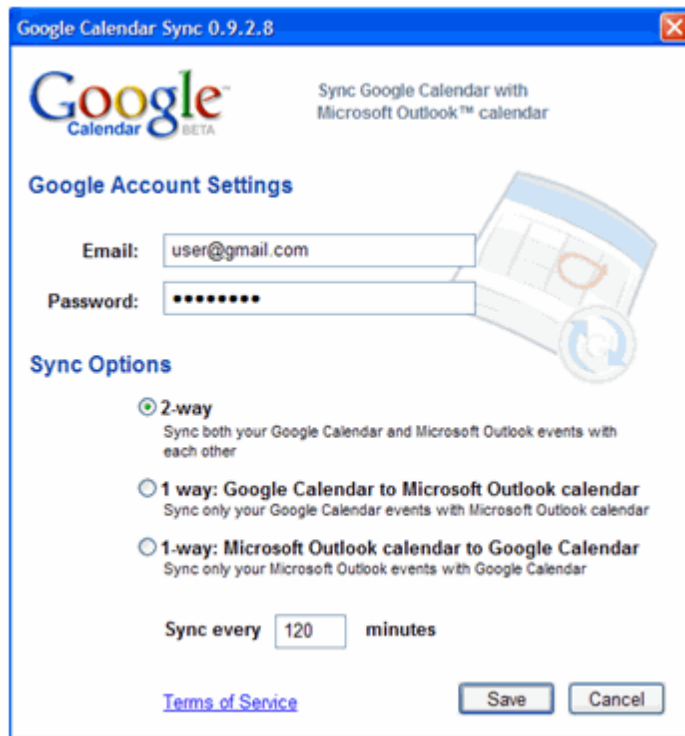 Google Calendar Sync 0.9.2.8
Google™
Calendar BETA
Sync Google Calendar with
Microsoft Outlook™ calendar
Google Account Settings
Email: user@gmail.com
Password: ••••••••
Sync Options
2-way
Sync both your Google Calendar and Microsoft Outlook events with
each other
1 way: Google Calendar to Microsoft Outlook calendar
Sync only your Google Calendar events with Microsoft Outlook calendar
1-way: Microsoft Outlook calendar to Google Calendar
Sync only your Microsoft Outlook events with Google Calendar
Sync every 120 minutes
Terms of Service Save Cancel